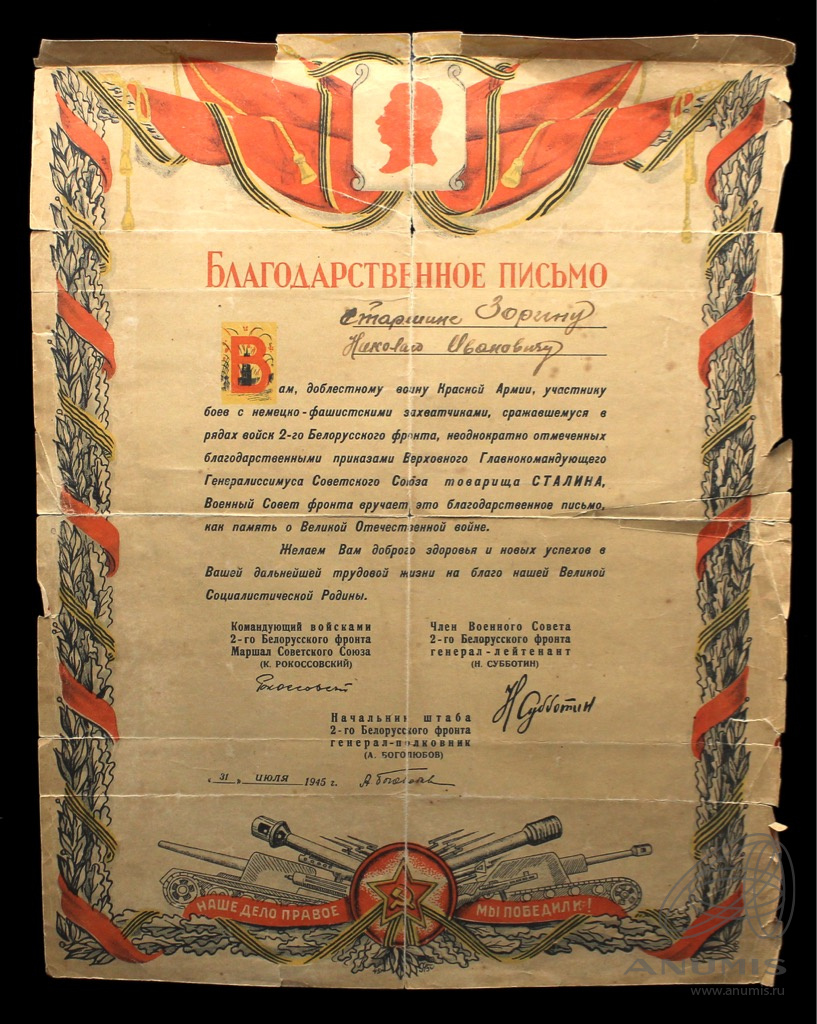 Благодарственное письмо
Старшине Зорину
Николаю Ивановичу
Вам, доблестному воину Красной Армии, участнику
боев с немецко-фашистскими захватчиками, сражавшемуся в
рядах войск 2-го Белорусского фронта, неоднократно отмеченных
благодарственными приказами Верховного Главнокомандующего
Генералиссимуса Советского Союза товарища СТАЛИНА,
Военный Совет фронта вручает это благодарственное письмо,
как память о Великой Отечественной войне.
Желаем Вам доброго здоровья и новых успехов в
Вашей дальнейшей трудовой жизни на благо нашей Великой
Социалистической Родины.
Командующий войсками
2-го Белорусского фронта
Маршал Советского Союза
(К. РОКОССОВСКИЙ)
Член Военного Совета
2-го Белорусского фронта
генерал-лейтенант
(Н. СУББОТИН)
Н Субботин
Начальник штаба
2-го Белорусского фронта
генерал-полковник
(А. БОГОЛЮБОВ)
„31" июля 1945 г.
НАШЕ ДЕЛО ПРАВОЕ
МЫ ПОБЕДИЛИ!
ANUMIS
www.anumis.ru